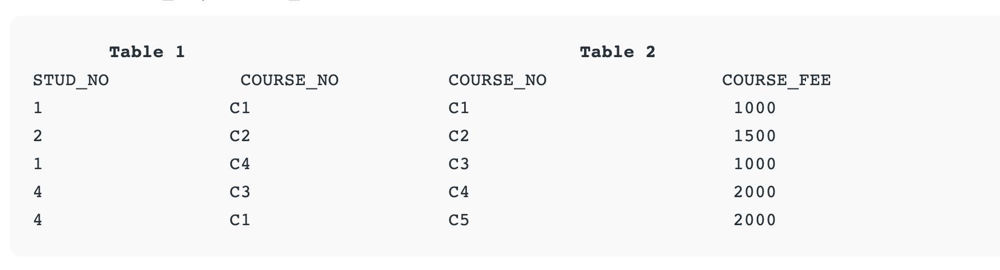 Table 1 Table 2
STUD_NO COURSE_NO COURSE_NO COURSE_FEE
1 C1 C1 1000
2 C2 C2 1500
1 C4 C3 1000
4 C3 C4 2000
4 C1 C5 2000